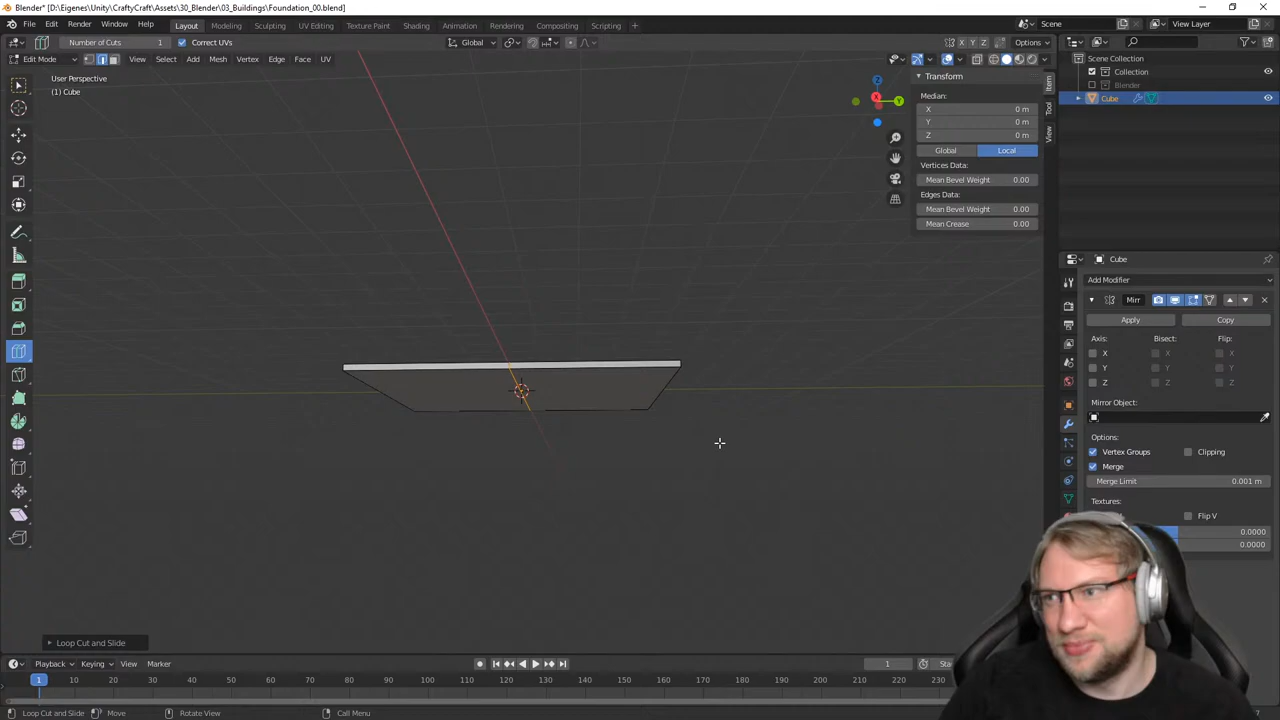 Blender* [D:\Eigenes\Unity\CraftyCraft\Assets\30_Blender\03_Buildings\Foundation_00.blend]
File Edit Render Window Help Layout Modeling Sculpting UV Editing Texture Paint Shading Animation Rendering Compositing Scripting + Scene View Layer
Number of Cuts 1 Correct UVs Global X Y Z Options
Edit Mode View Select Add Mesh Vertex Edge Face UV
User Perspective
(1) Cube
Transform
Median:
X 0 m
Y 0 m
Z 0 m
Global Local
Vertices Data:
Mean Bevel Weight 0.00
Edges Data:
Mean Bevel Weight 0.00
Mean Crease 0.00
Item
Tool
View
Z
X Y
Scene Collection
Collection
Blender
Cube
Cube
Add Modifier
Mirr
Apply Copy
Axis: Bisect: Flip:
X X X
Y Y Y
Z Z Z
Mirror Object:
Options:
Vertex Groups Clipping
Merge
Merge Limit 0.001 m
Textures:
Flip V
0.0000
0.0000
Loop Cut and Slide
Playback Keying View Marker 1
1 10 20 30 40 50 60 70 80 90 100 110 120 130 140 150 160 170 180 190 200 210 220 230
Loop Cut and Slide Move Rotate View Call Menu